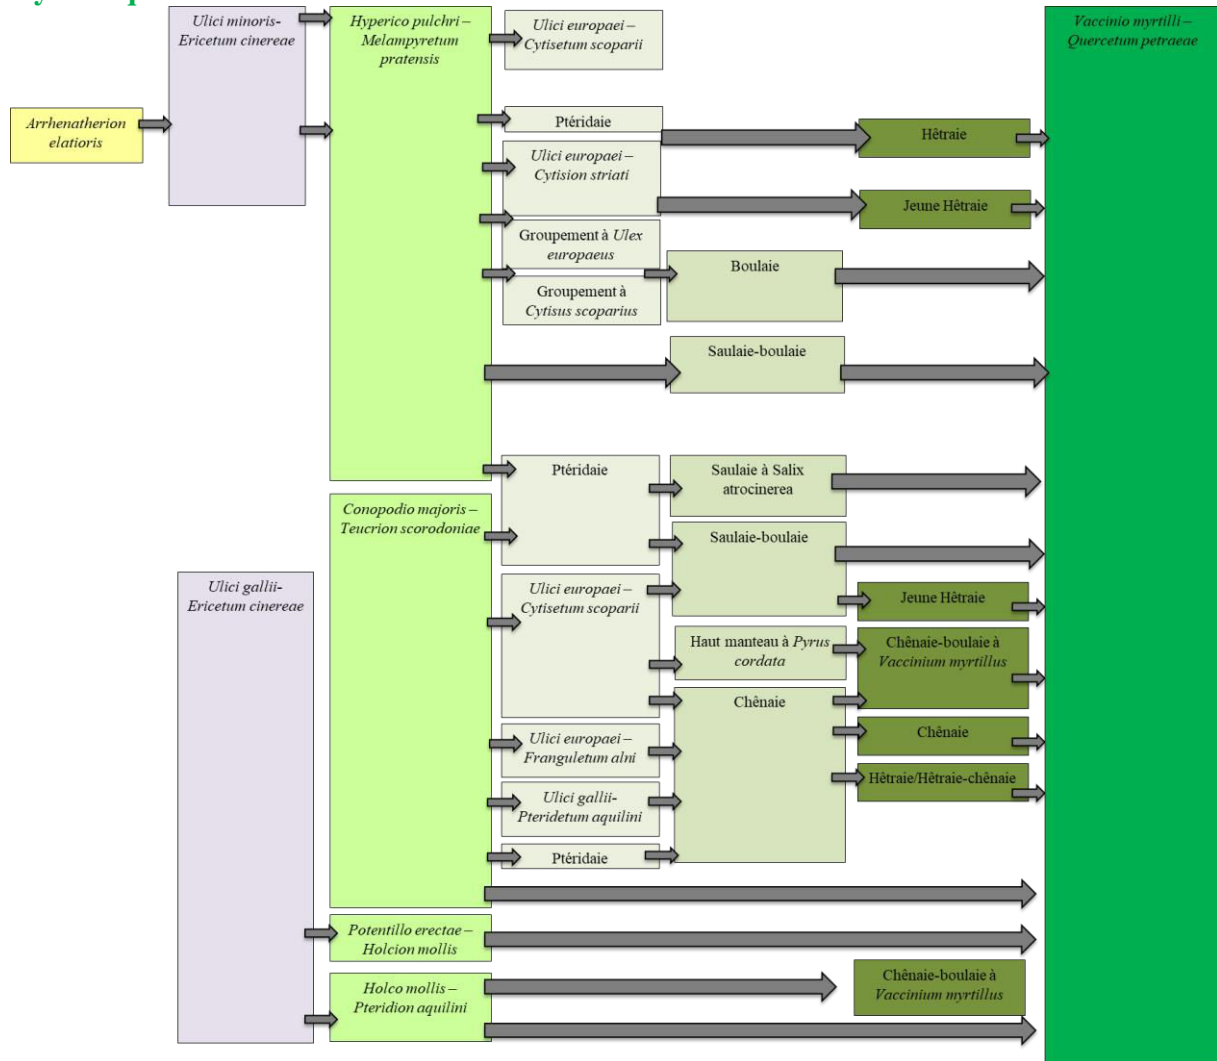 Ulici minoris-
Ericetum cinereae
Hyperico pulchri –
Melampyretum
pratensis
Ulici europaei –
Cytisetum scoparii
Vaccinio myrtilli –
Quercetum petraeae
Arrhenatherion
elatioris
Ptéridaie
Hêtraie
Ulici europaei –
Cytision striati
Jeune Hêtraie
Groupement à Ulex
europaeus
Boulaie
Groupement à
Cytisus scoparius
Saulaie-boulaie
Ptéridaie
Saulaie à Salix
atrocinerea
Conopodio majoris –
Teucrion scorodoniae
Saulaie-boulaie
Ulici gallii-
Ericetum cinereae
Ulici europaei –
Cytisetum scoparii
Jeune Hêtraie
Haut manteau à Pyrus
cordata
Chênaie-boulaie à
Vaccinium myrtillus
Chênaie
Ulici europaei –
Franguletum alni
Chênaie
Hêtraie/Hêtraie-chênaie
Ulici gallii-
Pteridetum aquilini
Ptéridaie
Potentillo erectae –
Holcion mollis
Holco mollis –
Pteridion aquilini
Chênaie-boulaie à
Vaccinium myrtillus